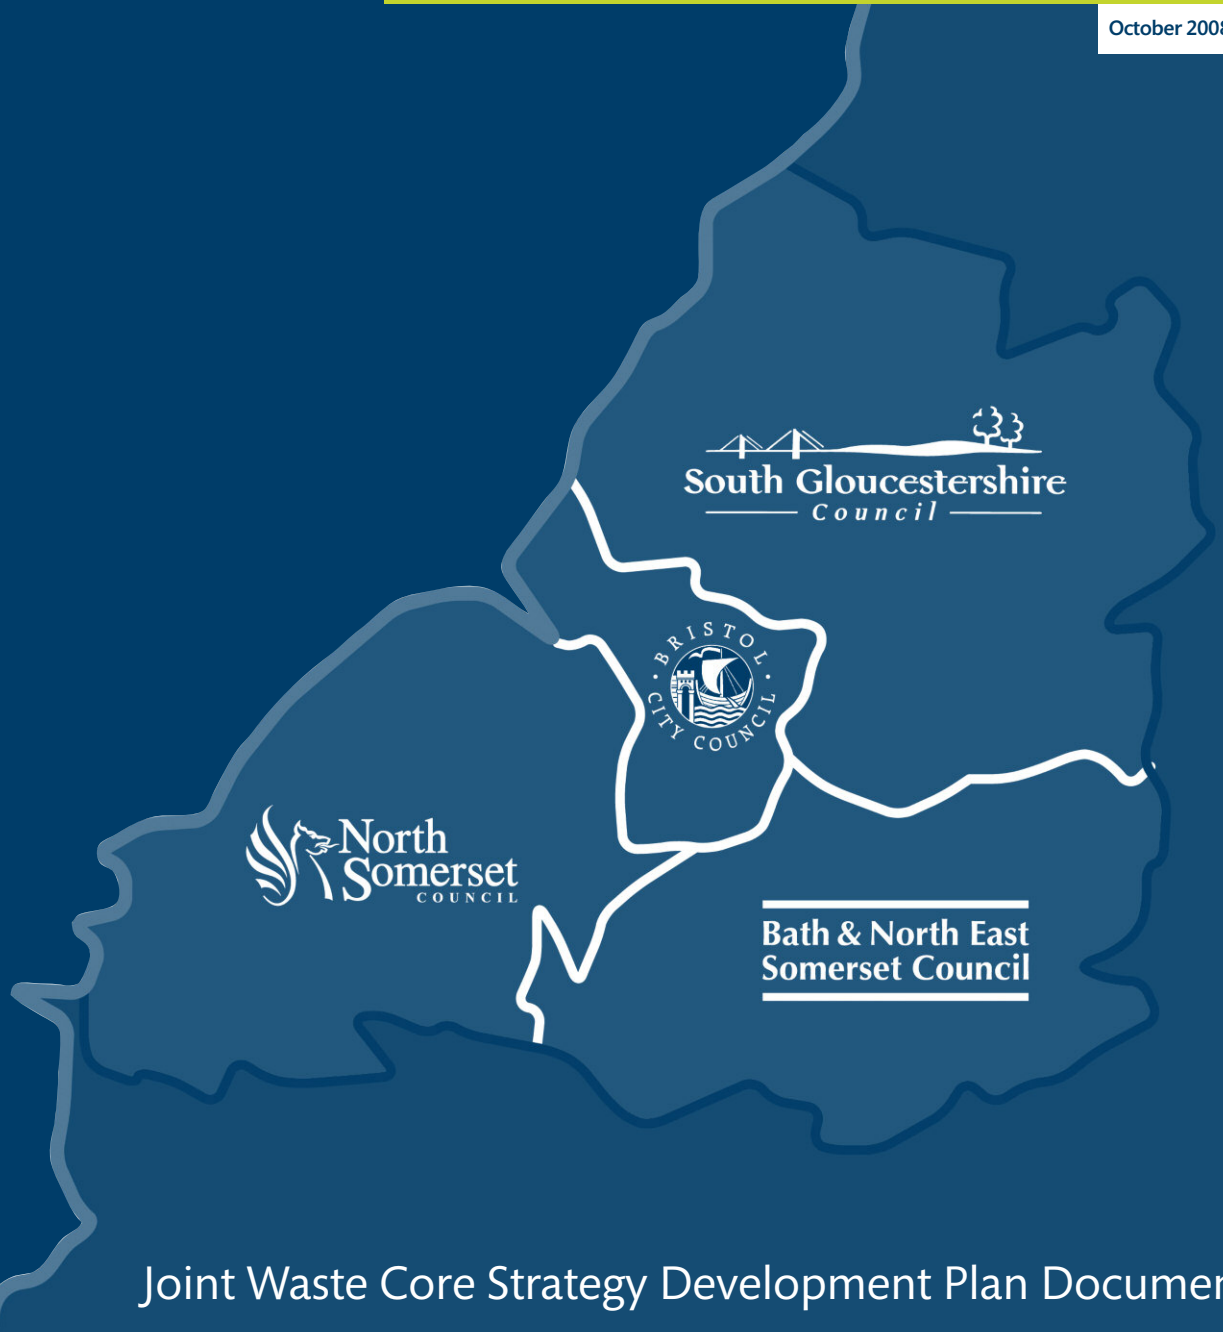 October 2008
South Gloucestershire
Council
BRISTOL
CITY COUNCIL
North
Somerset
COUNCIL
Bath & North East
Somerset Council
Joint Waste Core Strategy Development Plan Documen